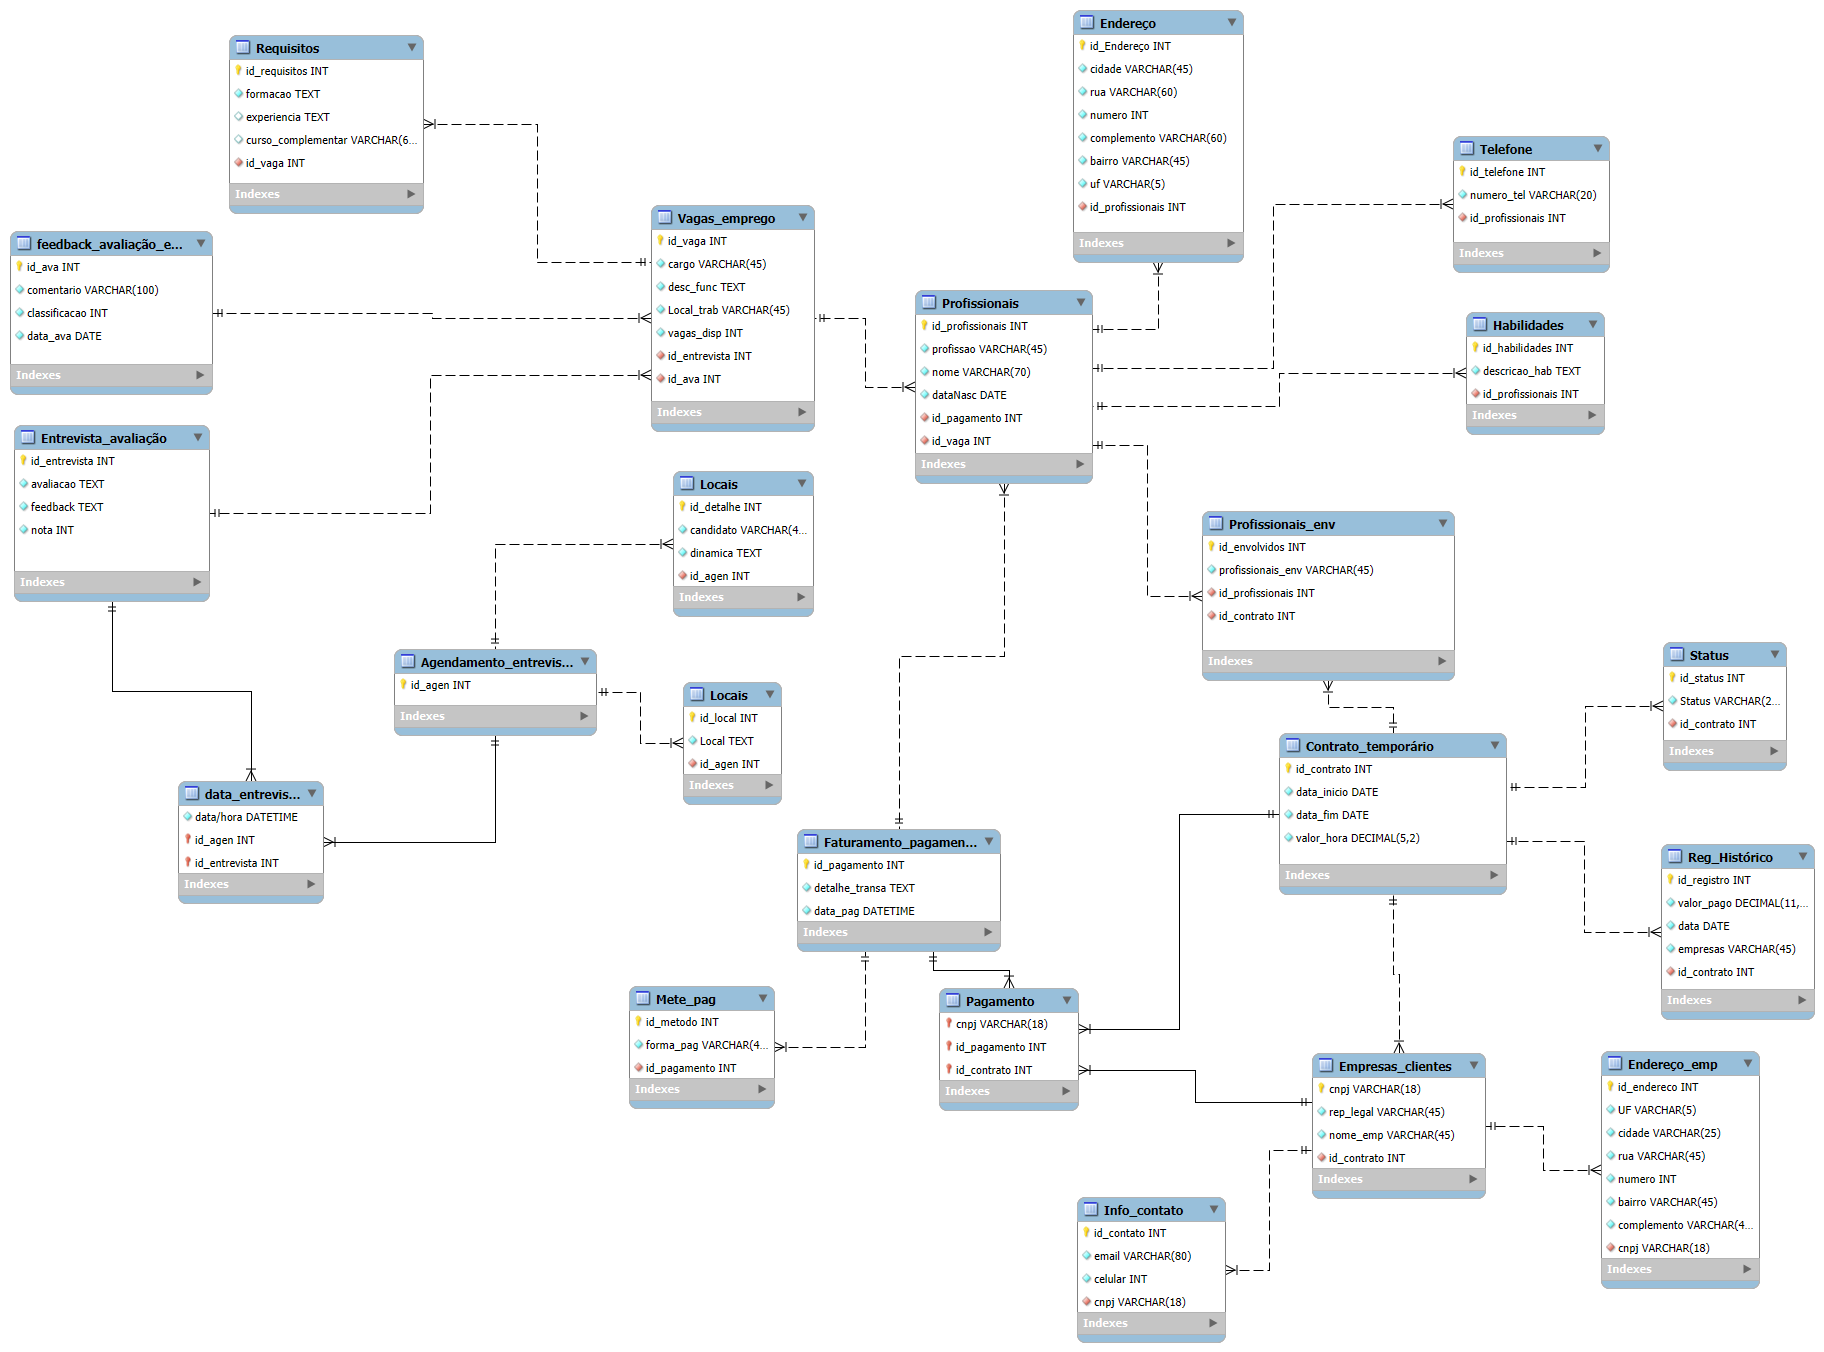 Requisitos
id_requisitos INT
formacao TEXT
experiencia TEXT
curso_complementar VARCHAR(6...
id_vaga INT
Indexes
feedback_avaliação_e...
id_ava INT
comentario VARCHAR(100)
classificacao INT
data_ava DATE
Indexes
Entrevista_avaliação
id_entrevista INT
avaliacao TEXT
feedback TEXT
nota INT
Indexes
Vagas_emprego
id_vaga INT
cargo VARCHAR(45)
desc_func TEXT
Local_trab VARCHAR(45)
vagas_disp INT
id_entrevista INT
id_ava INT
Indexes
Endereço
id_Endereço INT
cidade VARCHAR(45)
rua VARCHAR(60)
numero INT
complemento VARCHAR(60)
bairro VARCHAR(45)
uf VARCHAR(5)
id_profissionais INT
Indexes
Telefone
id_telefone INT
numero_tel VARCHAR(20)
id_profissionais INT
Indexes
Profissionais
id_profissionais INT
profissao VARCHAR(45)
nome VARCHAR(70)
dataNasc DATE
id_pagamento INT
id_vaga INT
Indexes
Habilidades
id_habilidades INT
descricao_hab TEXT
id_profissionais INT
Indexes
Locais
id_detalhe INT
candidato VARCHAR(4...
dinamica TEXT
id_agen INT
Indexes
Profissionais_env
id_envolvidos INT
profissionais_env VARCHAR(45)
id_profissionais INT
id_contrato INT
Indexes
Agendamento_entrevis...
id_agen INT
Indexes
Locais
id_local INT
Local TEXT
id_agen INT
Indexes
Status
id_status INT
Status VARCHAR(2...
id_contrato INT
Indexes
data_entrevis...
data/hora DATETIME
id_agen INT
id_entrevista INT
Indexes
Contrato_temporário
id_contrato INT
data_inicio DATE
data_fim DATE
valor_hora DECIMAL(5,2)
Indexes
Faturamento_pagamen...
id_pagamento INT
detalhe_transa TEXT
data_pag DATETIME
Indexes
Reg_Histórico
id_registro INT
valor_pago DECIMAL(11,...
data DATE
empresas VARCHAR(45)
id_contrato INT
Indexes
Mete_pag
id_metodo INT
forma_pag VARCHAR(4...
id_pagamento INT
Indexes
Pagamento
cnpj VARCHAR(18)
id_pagamento INT
id_contrato INT
Indexes
Empresas_clientes
cnpj VARCHAR(18)
rep_legal VARCHAR(45)
nome_emp VARCHAR(45)
id_contrato INT
Indexes
Endereço_emp
id_endereco INT
UF VARCHAR(5)
cidade VARCHAR(25)
rua VARCHAR(45)
numero INT
bairro VARCHAR(45)
complemento VARCHAR(4...
cnpj VARCHAR(18)
Indexes
Info_contato
id_contato INT
email VARCHAR(80)
celular INT
cnpj VARCHAR(18)
Indexes